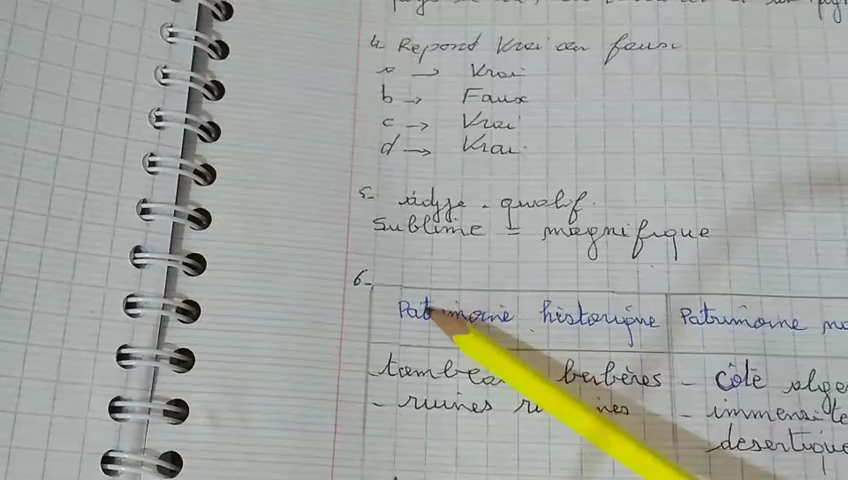 4. Repond Vrai ou faux
a → Vrai
b → Faux
c → Vrai
d → Vrai
5- adje. qualif.
Sublime = magnifique
6-
Patrimoine historique Patrimoine
berbères - côte
- ruines - immensité
désertique